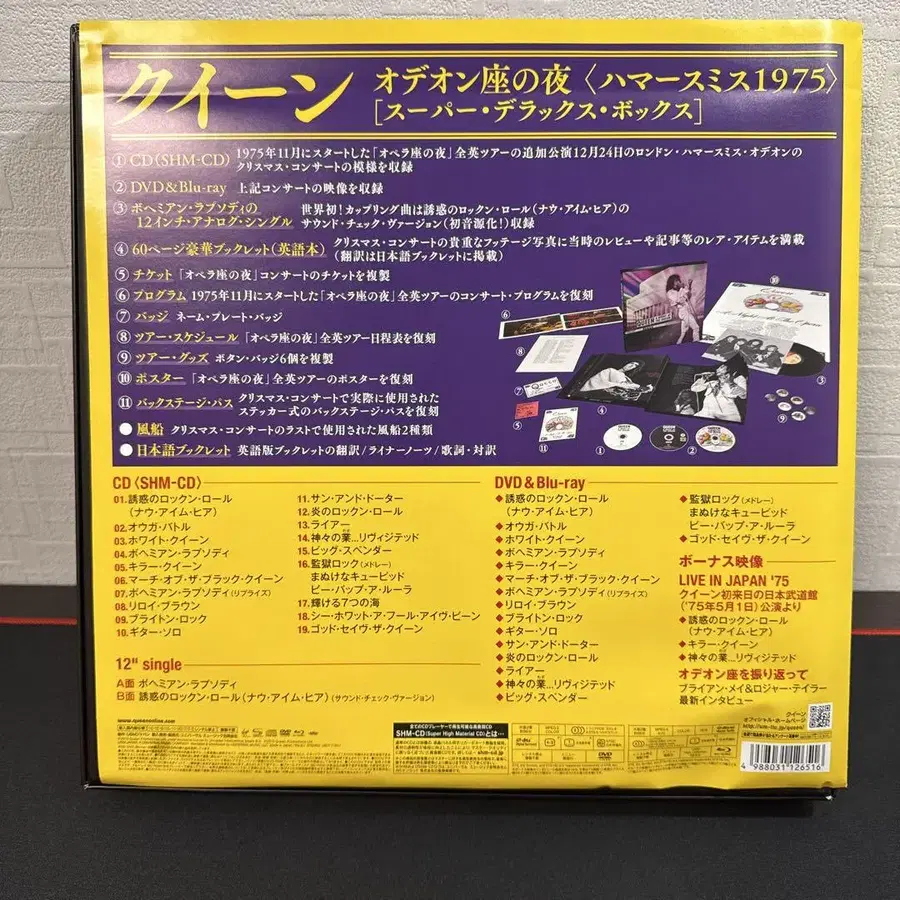 クイーン
オデオン座の夜〈ハマースミス1975〉
[スーパー・デラックス・ボックス]
①CD(SHM-CD) 1975年11月にスタートした「オペラ座の夜」全英ツアーの追加公演12月24日のロンドン・ハマースミス・オデオンの
クリスマス・コンサートの模様を収録
②DVD&Blu-ray 上記コンサートの映像を収録
③ボヘミアン・ラプソディの
12インチ・アナログ・シングル
世界初！カップリング曲は誘惑のロックン・ロール(ナウ・アイム・ヒア)の
サウンド・チェック・ヴァージョン(初音源化!)収録
④60ページ豪華ブックレット(英語本) クリスマス・コンサートの貴重なフッテージ写真に当時のレビューや記事等のレア・アイテムを満載
(翻訳は日本語ブックレットに掲載)
⑤チケット 「オペラ座の夜」コンサートのチケットを複製
⑥プログラム 1975年11月にスタートした「オペラ座の夜」全英ツアーのコンサート・プログラムを復刻
⑦バッジ ネーム・プレート・バッジ
⑧ツアー・スケジュール 「オペラ座の夜」全英ツアー日程表を復刻
⑨ツアー・グッズ ボタン・バッジ6個を複製
⑩ポスター 「オペラ座の夜」全英ツアーのポスターを復刻
⑪バックステージ・パス クリスマス・コンサートで実際に使用された
ステッカー式のバックステージ・パスを復刻
●風船 クリスマス・コンサートのラストで使用された風船2種類
●日本語ブックレット 英語版ブックレットの翻訳/ライナーノーツ/歌詞・対訳
⑩
⑥
⑧
⑦
⑤
⑪
④
①
②
③
⑨
CD〈SHM-CD〉
01.誘惑のロックン・ロール
(ナウ・アイム・ヒア)
02.オウガ・バトル
03.ホワイト・クイーン
04.ボヘミアン・ラプソディ
05.キラー・クイーン
06.マーチ・オブ・ザ・ブラック・クイーン
07.ボヘミアン・ラプソディ(リプライズ)
08.リロイ・ブラウン
09.ブライトン・ロック
10.ギター・ソロ
11.サン・アンド・ドーター
12.炎のロックン・ロール
13.ライアー
14.神々の業...リヴィジテッド
15.ビッグ・スペンダー
16.監獄ロック(メドレー)
まぬけなキューピッド
ビー・バップ・ア・ルーラ
17.輝ける7つの海
18.シー・ホワット・ア・フール・アイヴ・ビーン
19.ゴッド・セイヴ・ザ・クイーン
12" single
A面 ボヘミアン・ラプソディ
B面 誘惑のロックン・ロール(ナウ・アイム・ヒア)(サウンド・チェック・ヴァージョン)
DVD&Blu-ray
◆誘惑のロックン・ロール
(ナウ・アイム・ヒア)
◆オウガ・バトル
◆ホワイト・クイーン
◆ボヘミアン・ラプソディ
◆キラー・クイーン
◆マーチ・オブ・ザ・ブラック・クイーン
◆ボヘミアン・ラプソディ(リプライズ)
◆リロイ・ブラウン
◆ブライトン・ロック
◆ギター・ソロ
◆サン・アンド・ドーター
◆炎のロックン・ロール
◆ライアー
◆神々の業...リヴィジテッド
◆ビッグ・スペンダー
◆監獄ロック(メドレー)
まぬけなキューピッド
ビー・バップ・ア・ルーラ
◆ゴッド・セイヴ・ザ・クイーン
ボーナス映像
LIVE IN JAPAN '75
クイーン初来日の日本武道館
('75年5月1日)公演より
◆誘惑のロックン・ロール
(ナウ・アイム・ヒア)
◆キラー・クイーン
◆神々の業...リヴィジテッド
オデオン座を振り返って
ブライアン・メイ&ロジャー・テイラー
最新インタビュー
www.queenonline.com
全てのCDプレーヤーで再生可能な高音質CD
SHM-CD(Super High Material CD)とは…
クイーン
オフィシャル・ホームページ
4 988031 126516